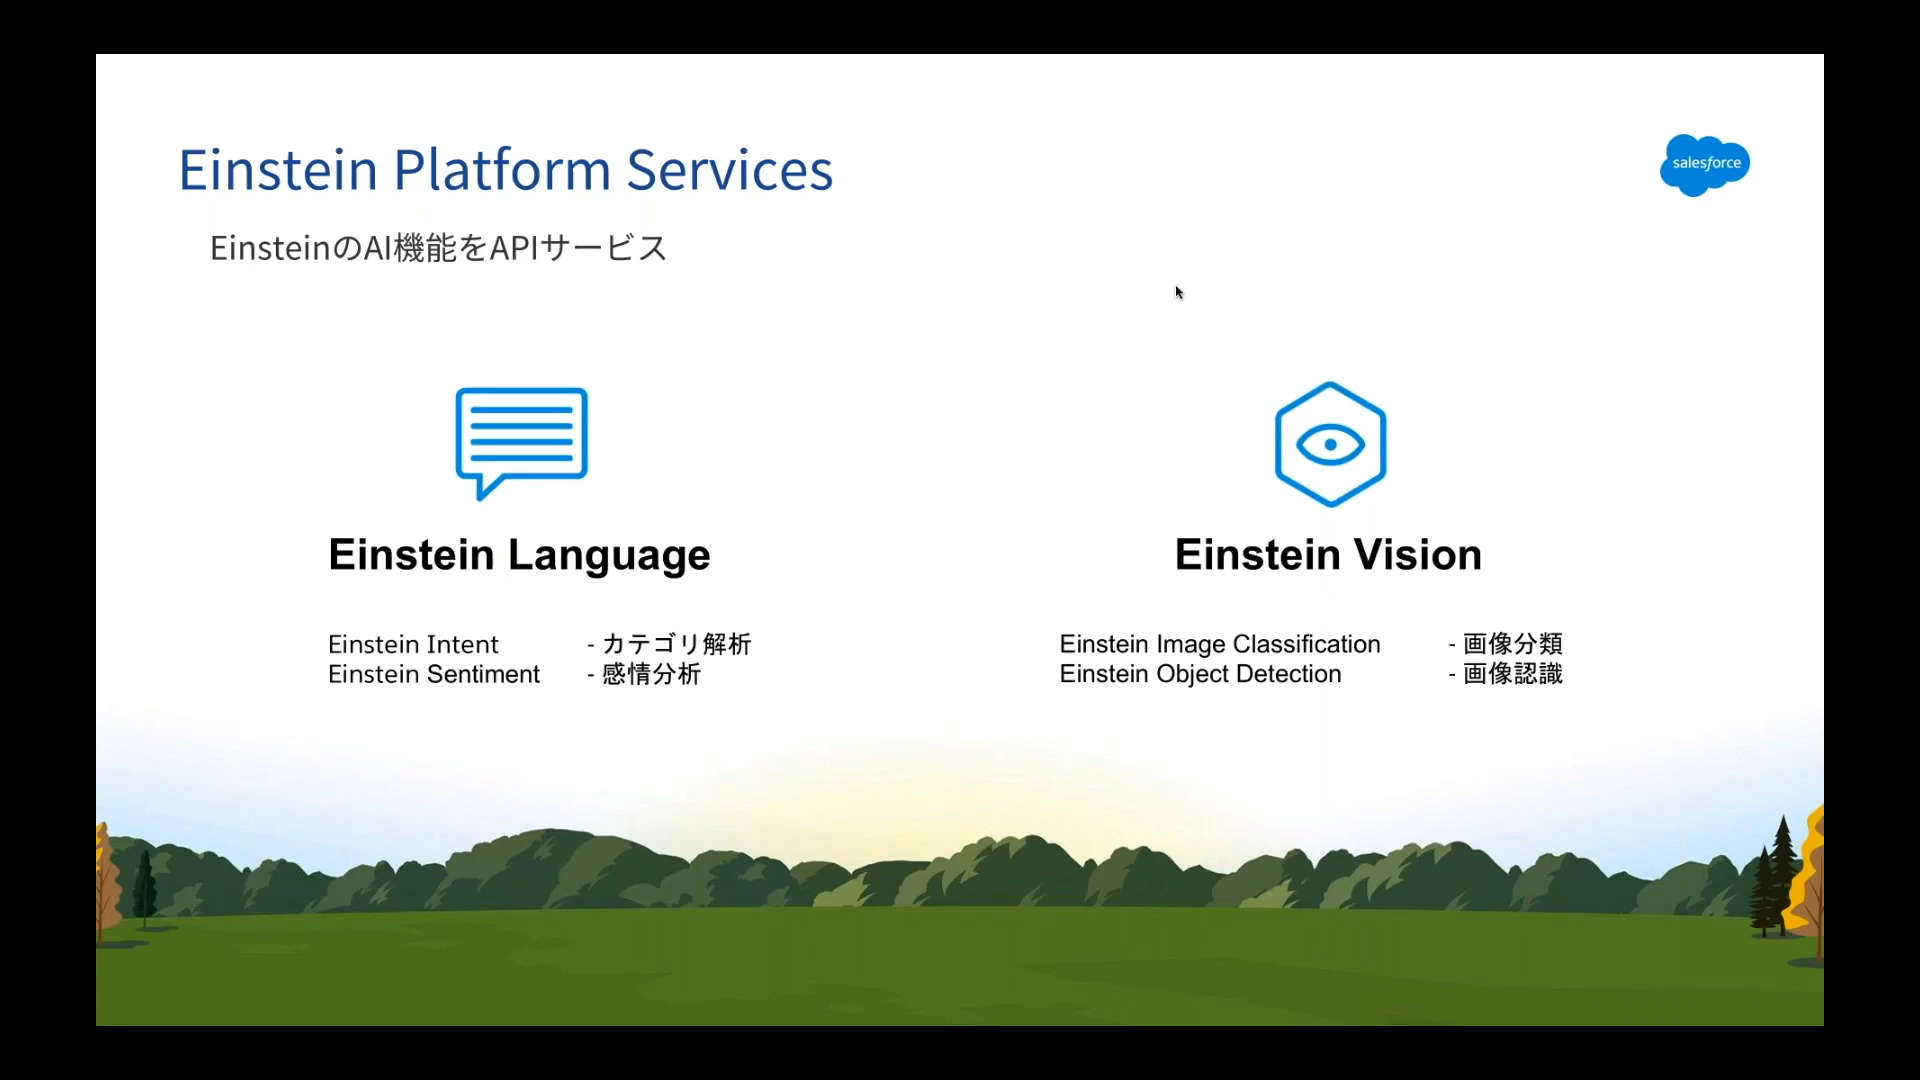 Einstein Platform Services
salesforce
EinsteinのAI機能をAPIサービス
Einstein Language
Einstein Intent - カテゴリ解析
Einstein Sentiment - 感情分析
Einstein Vision
Einstein Image Classification - 画像分類
Einstein Object Detection - 画像認識